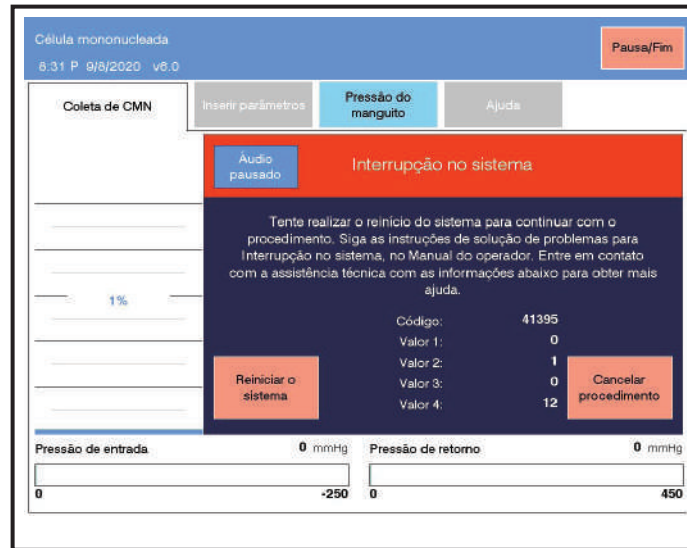 Célula mononucleada
6:31 P 9/8/2020 v6.0
Pausa/Fim
Coleta de CMN
Inserir parâmetros
Pressão do
manguito
Ajuda
Áudio
pausado
Interrupção no sistema
Tente realizar o reinício do sistema para continuar com o
procedimento. Siga as instruções de solução de problemas para
Interrupção no sistema, no Manual do operador. Entre em contato
com a assistência técnica com as informações abaixo para obter mais
ajuda.
1%
Código: 41395
Valor 1: 0
Valor 2: 1
Valor 3: 0
Valor 4: 12
Reiniciar o
sistema
Cancelar
procedimento
Pressão de entrada 0 mmHg
Pressão de retorno 0 mmHg
0 -250
0 450